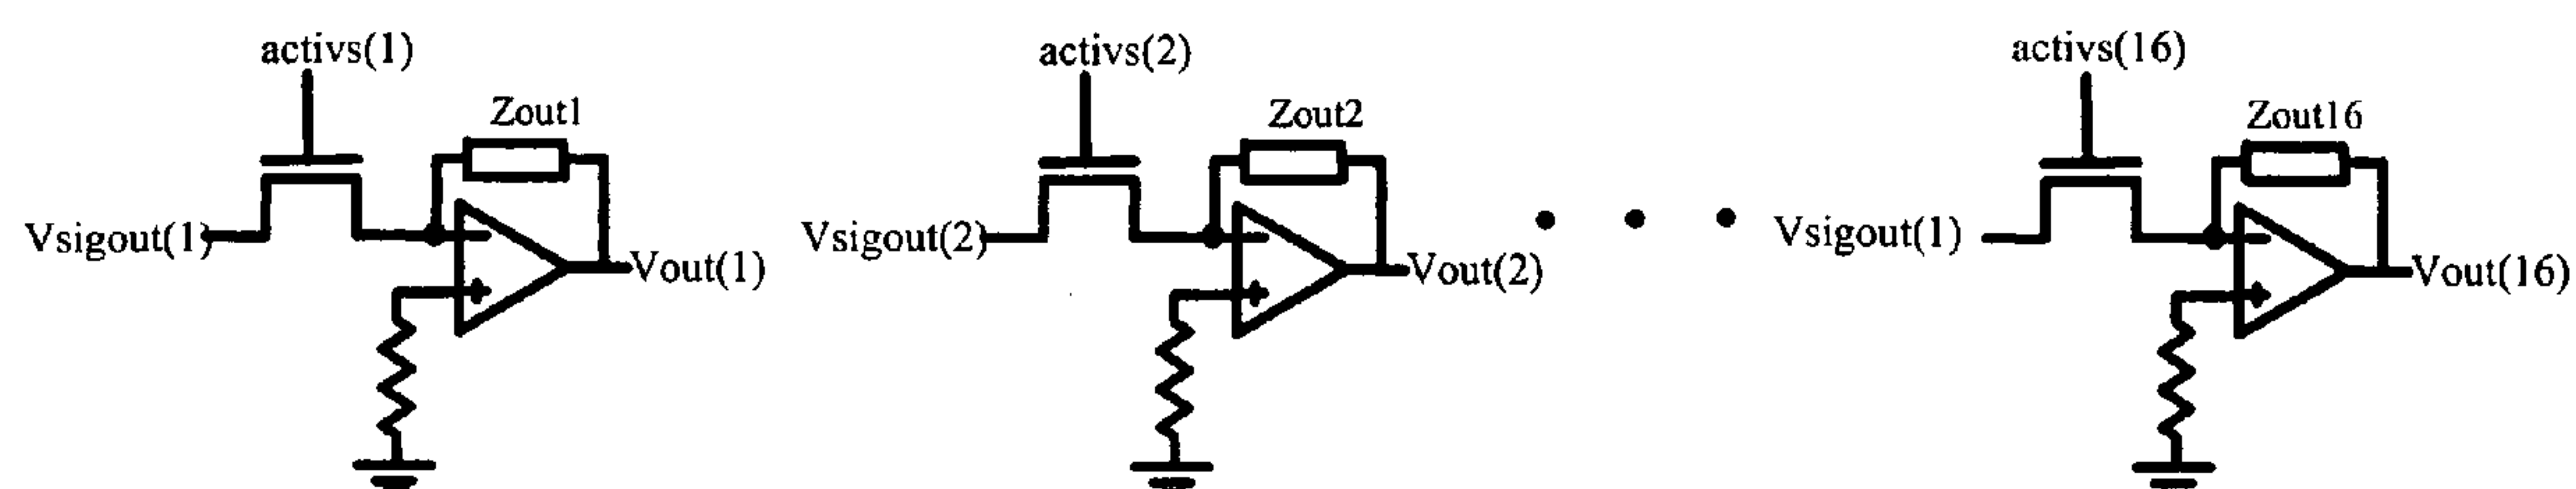 activs(1)
Zout1
Vsigout(1)
Vout(1)
activs(2)
Zout2
Vsigout(2)
Vout(2)
activs(16)
Zout16
Vsigout(1)
Vout(16)